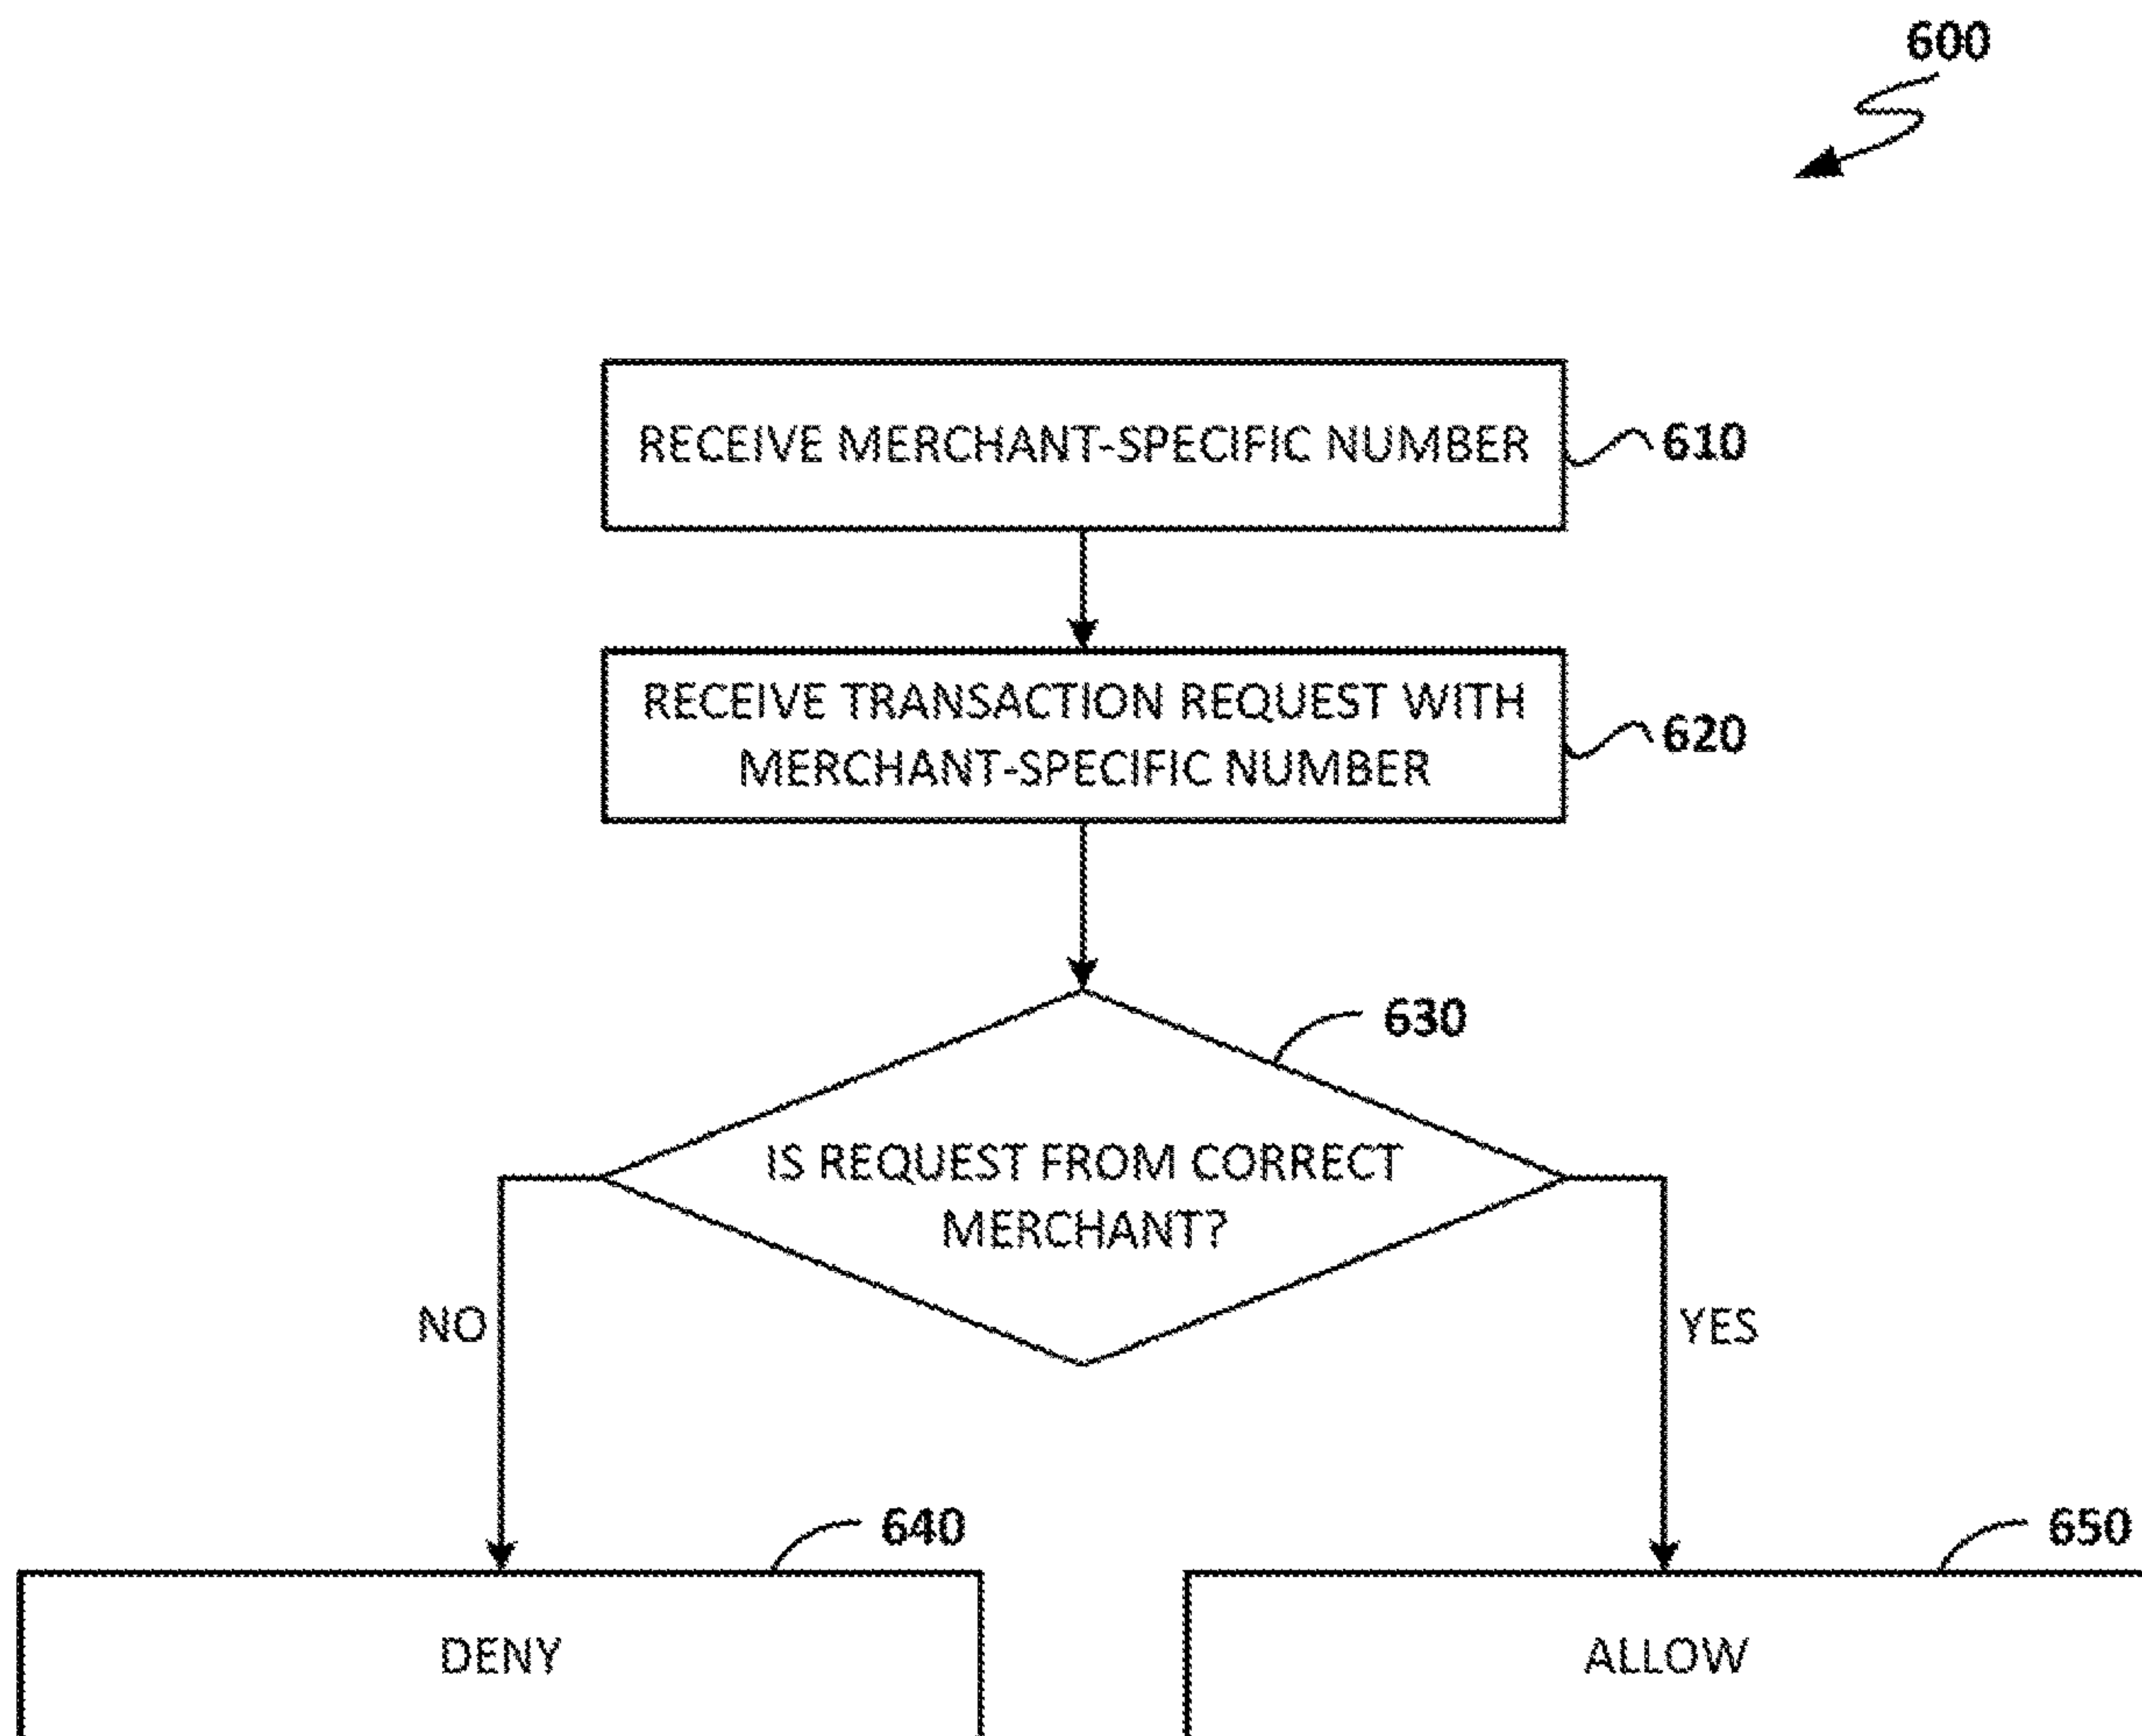 600
RECEIVE MERCHANT-SPECIFIC NUMBER
610
RECEIVE TRANSACTION REQUEST WITH
MERCHANT-SPECIFIC NUMBER
620
630
IS REQUEST FROM CORRECT
MERCHANT?
NO
YES
640
650
DENY
ALLOW